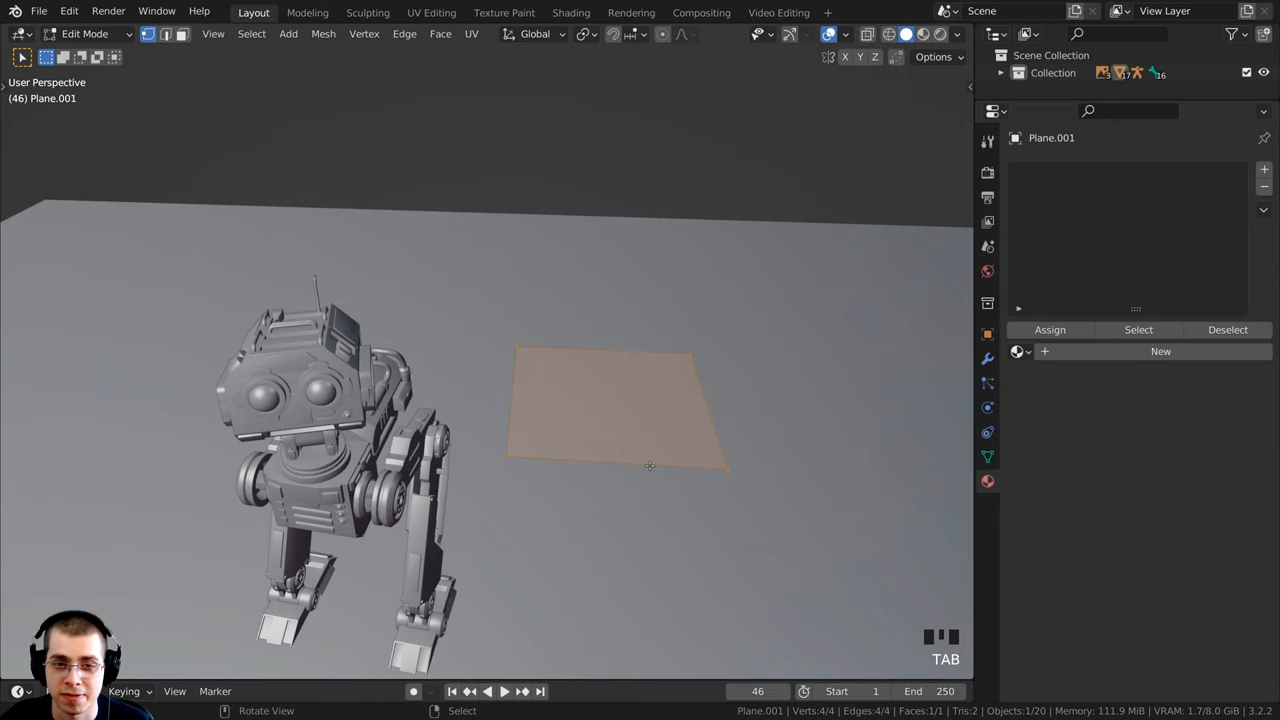 File Edit Render Window Help Layout Modeling Sculpting UV Editing Texture Paint Shading Rendering Compositing Video Editing + Scene View Layer
Edit Mode View Select Add Mesh Vertex Edge Face UV Global
X Y Z Options
User Perspective
(46) Plane.001
Scene Collection
Collection 3 17 16
Plane.001
Assign Select Deselect
New
TAB
Keying View Marker 46 Start 1 End 250
Rotate View Select Plane.001 | Verts:4/4 | Edges:4/4 | Faces:1/1 | Tris:2 | Objects:1/20 | Memory: 111.9 MiB | VRAM: 1.7/8.0 GiB | 3.2.2